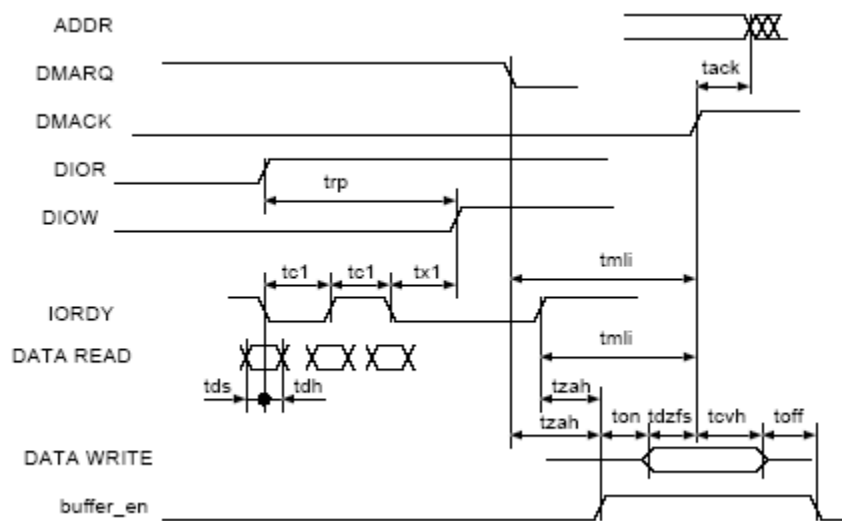 ADDR
DMARQ
tack
DMACK
DIOR
trp
DIOW
tc1 tc1 tx1 tmli
IORDY
DATA READ tmli
tds tdh tzah
tzah ton tdzfs tcvh toff
DATA WRITE
buffer_en